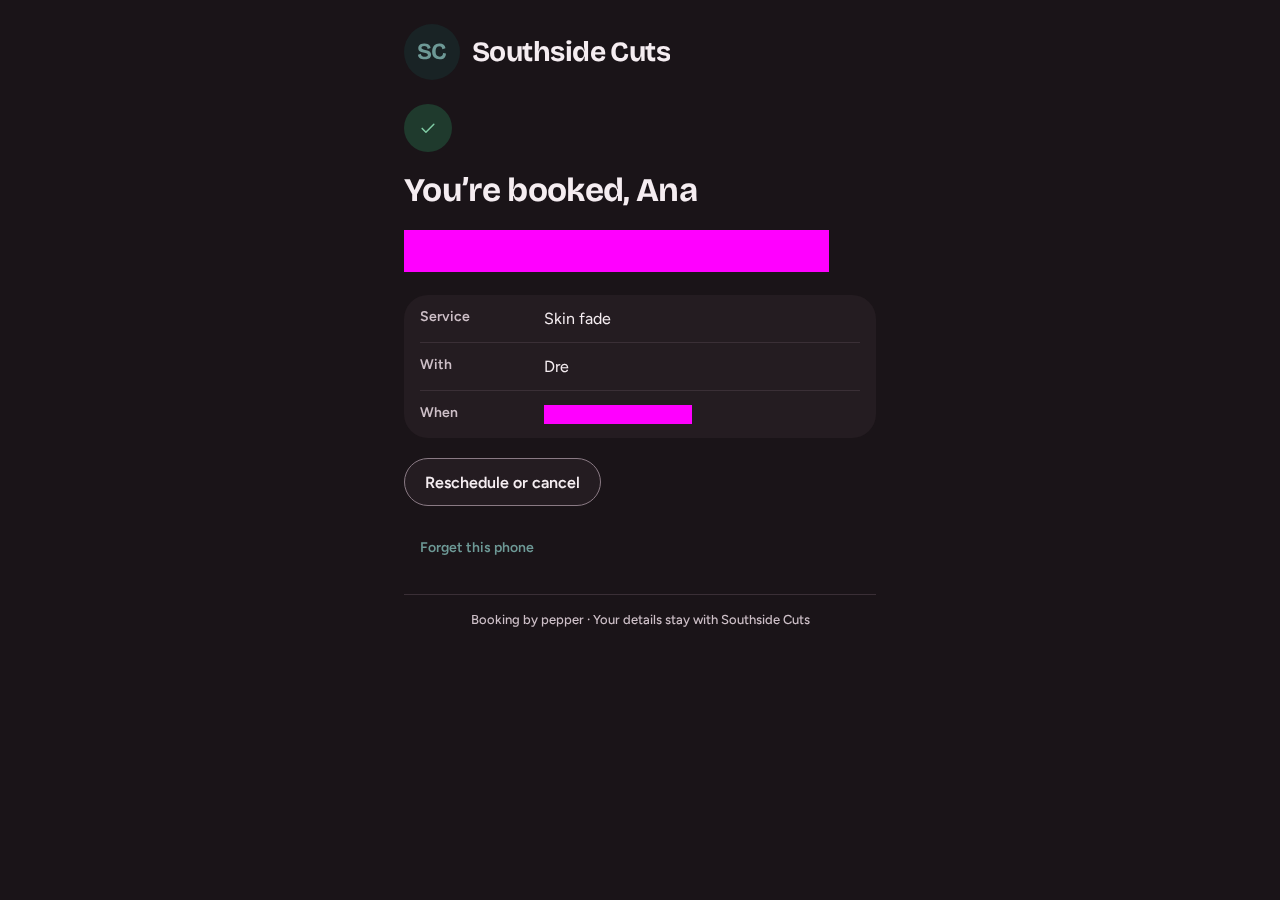 SC
Southside Cuts
You’re booked, Ana
Service
Skin fade
With
Dre
When
Reschedule or cancel
Forget this phone
Booking by pepper · Your details stay with Southside Cuts